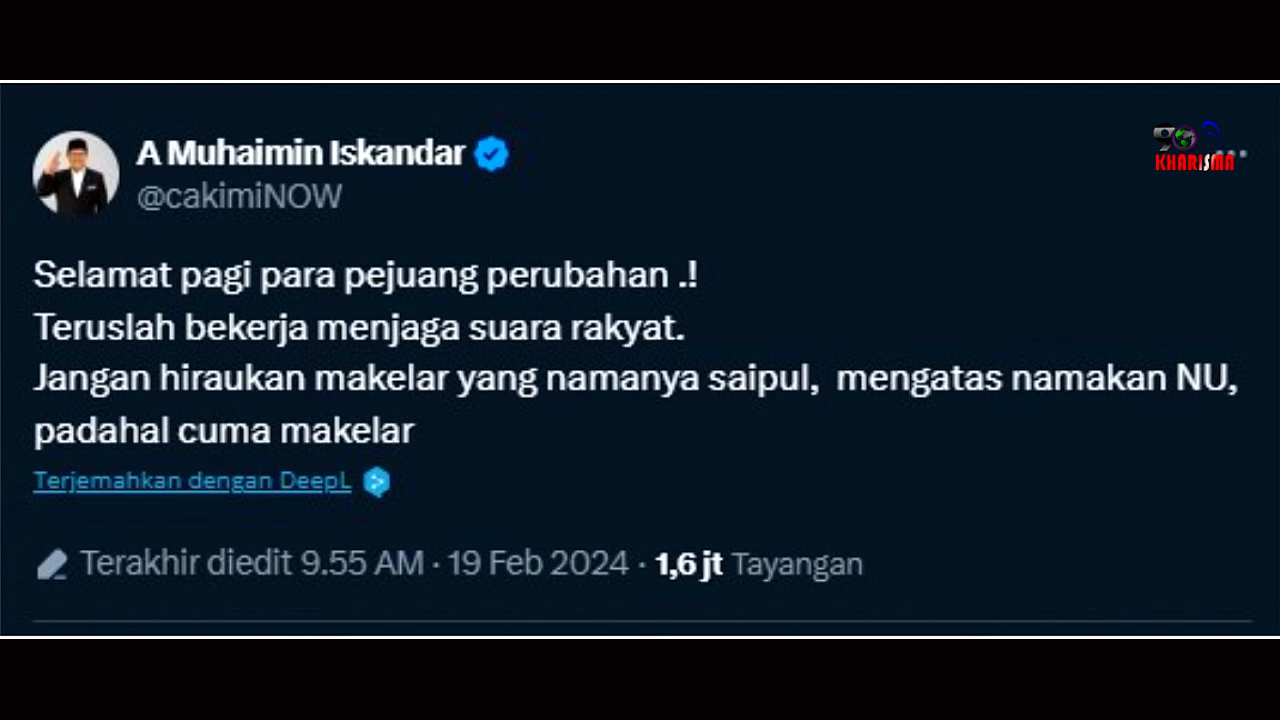 A Muhaimin Iskandar
@cakimiNOW
90
KHARISMA
Selamat pagi para pejuang perubahan .!
Teruslah bekerja menjaga suara rakyat.
Jangan hiraukan makelar yang namanya saipul,  mengatas namakan NU,
padahal cuma makelar
Terjemahkan dengan DeepL
Terakhir diedit 9.55 AM · 19 Feb 2024 · 1,6 jt Tayangan